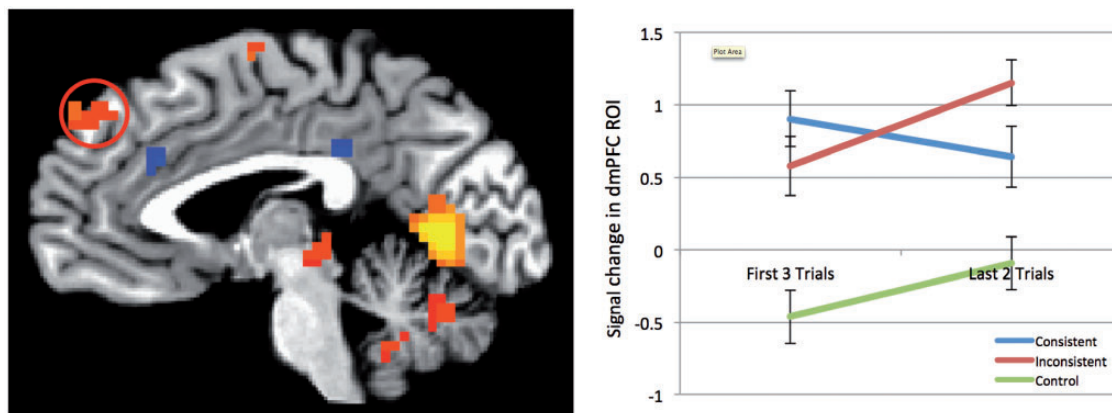 1.5
Plot Area
1
0.5
0
First 3 Trials
Last 2 Trials
-0.5
-1
Signal change in dmPFC ROI
Consistent
Inconsistent
Control